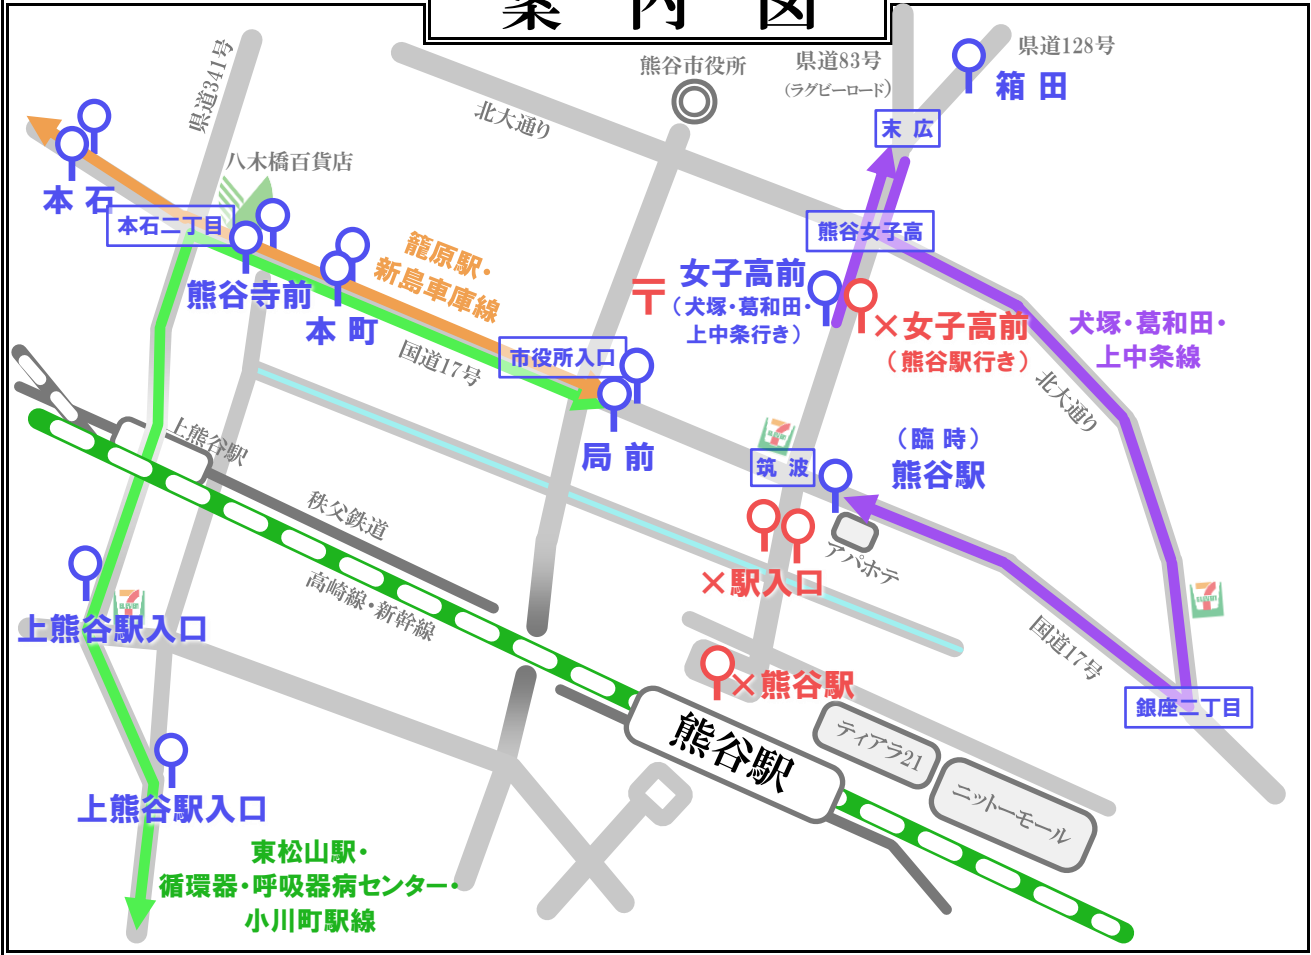 案内図
県道341号
熊谷市役所
県道83号
(ラグビーロード)
県道128号
箱田
北大通り
末広
八木橋百貨店
本石
本石二丁目
熊谷女子高
籠原駅・
新島車庫線
女子高前
(犬塚・葛和田・
上中条行き)
〒
熊谷寺前
本町
×女子高前
(熊谷駅行き)
犬塚・葛和田・
上中条線
国道17号
市役所入口
北大通り
上熊谷駅
局前
7
筑波
(臨時)
熊谷駅
秩父鉄道
アパホテ
×駅入口
高崎線・新幹線
7
上熊谷駅入口
7
国道17号
×熊谷駅
銀座二丁目
熊谷駅
ティアラ21
ニットーモール
上熊谷駅入口
東松山駅・
循環器・呼吸器病センター・
小川町駅線